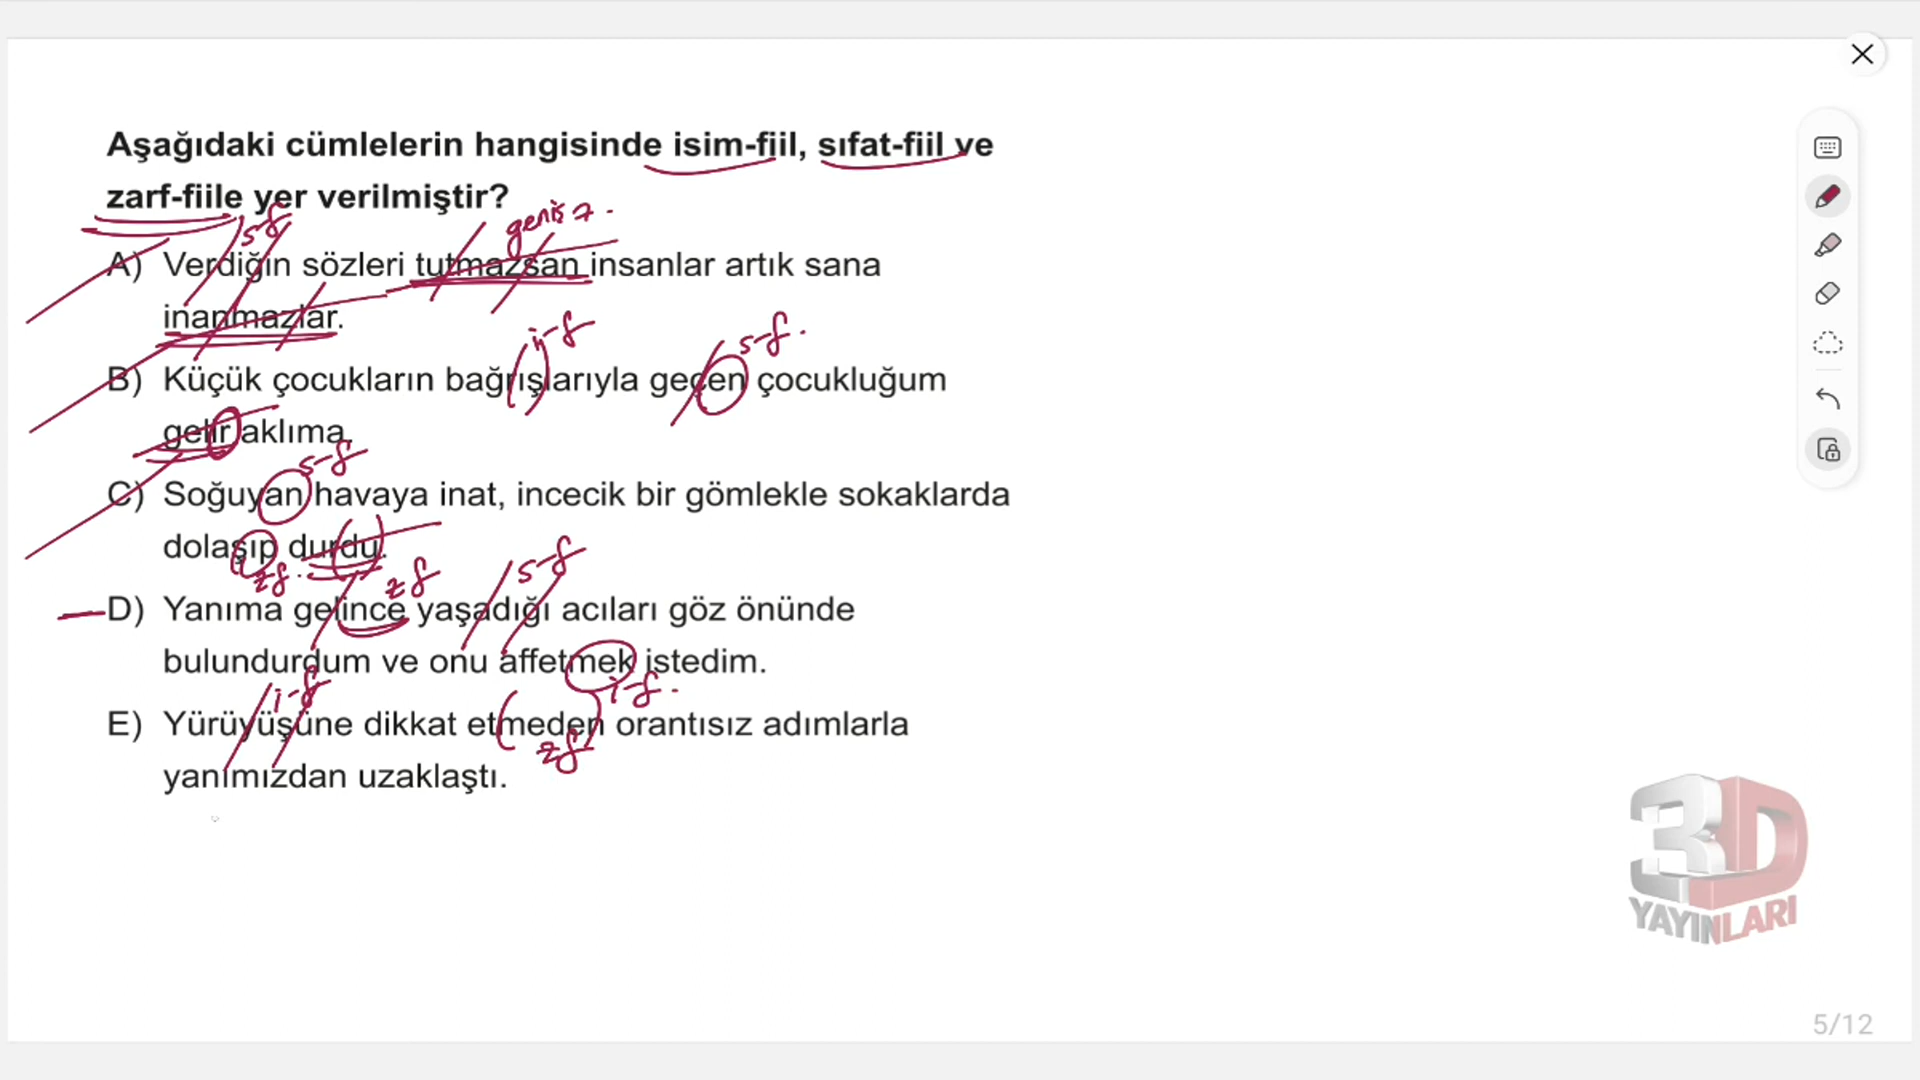 Aşağıdaki cümlelerin hangisinde isim-fiil, sıfat-fiil ve
zarf-fiile yer verilmiştir?
s-f
geniş z.
A) Verdiğin sözleri tutmazsan insanlar artık sana
inanmazlar.
i-f
s-f.
B) Küçük çocukların bağrışlarıyla geçen çocukluğum
gelir aklıma.
s-f
C) Soğuyan havaya inat, incecik bir gömlekle sokaklarda
dolaşıp durdu.
zf.
zf
s-f
D) Yanıma gelince yaşadığı acıları göz önünde
bulundurdum ve onu affetmek istedim.
i-f
i-f.
E) Yürüyüşüne dikkat etmeden orantısız adımlarla
zf
yanımızdan uzaklaştı.
3D
YAYINLARI
5/12